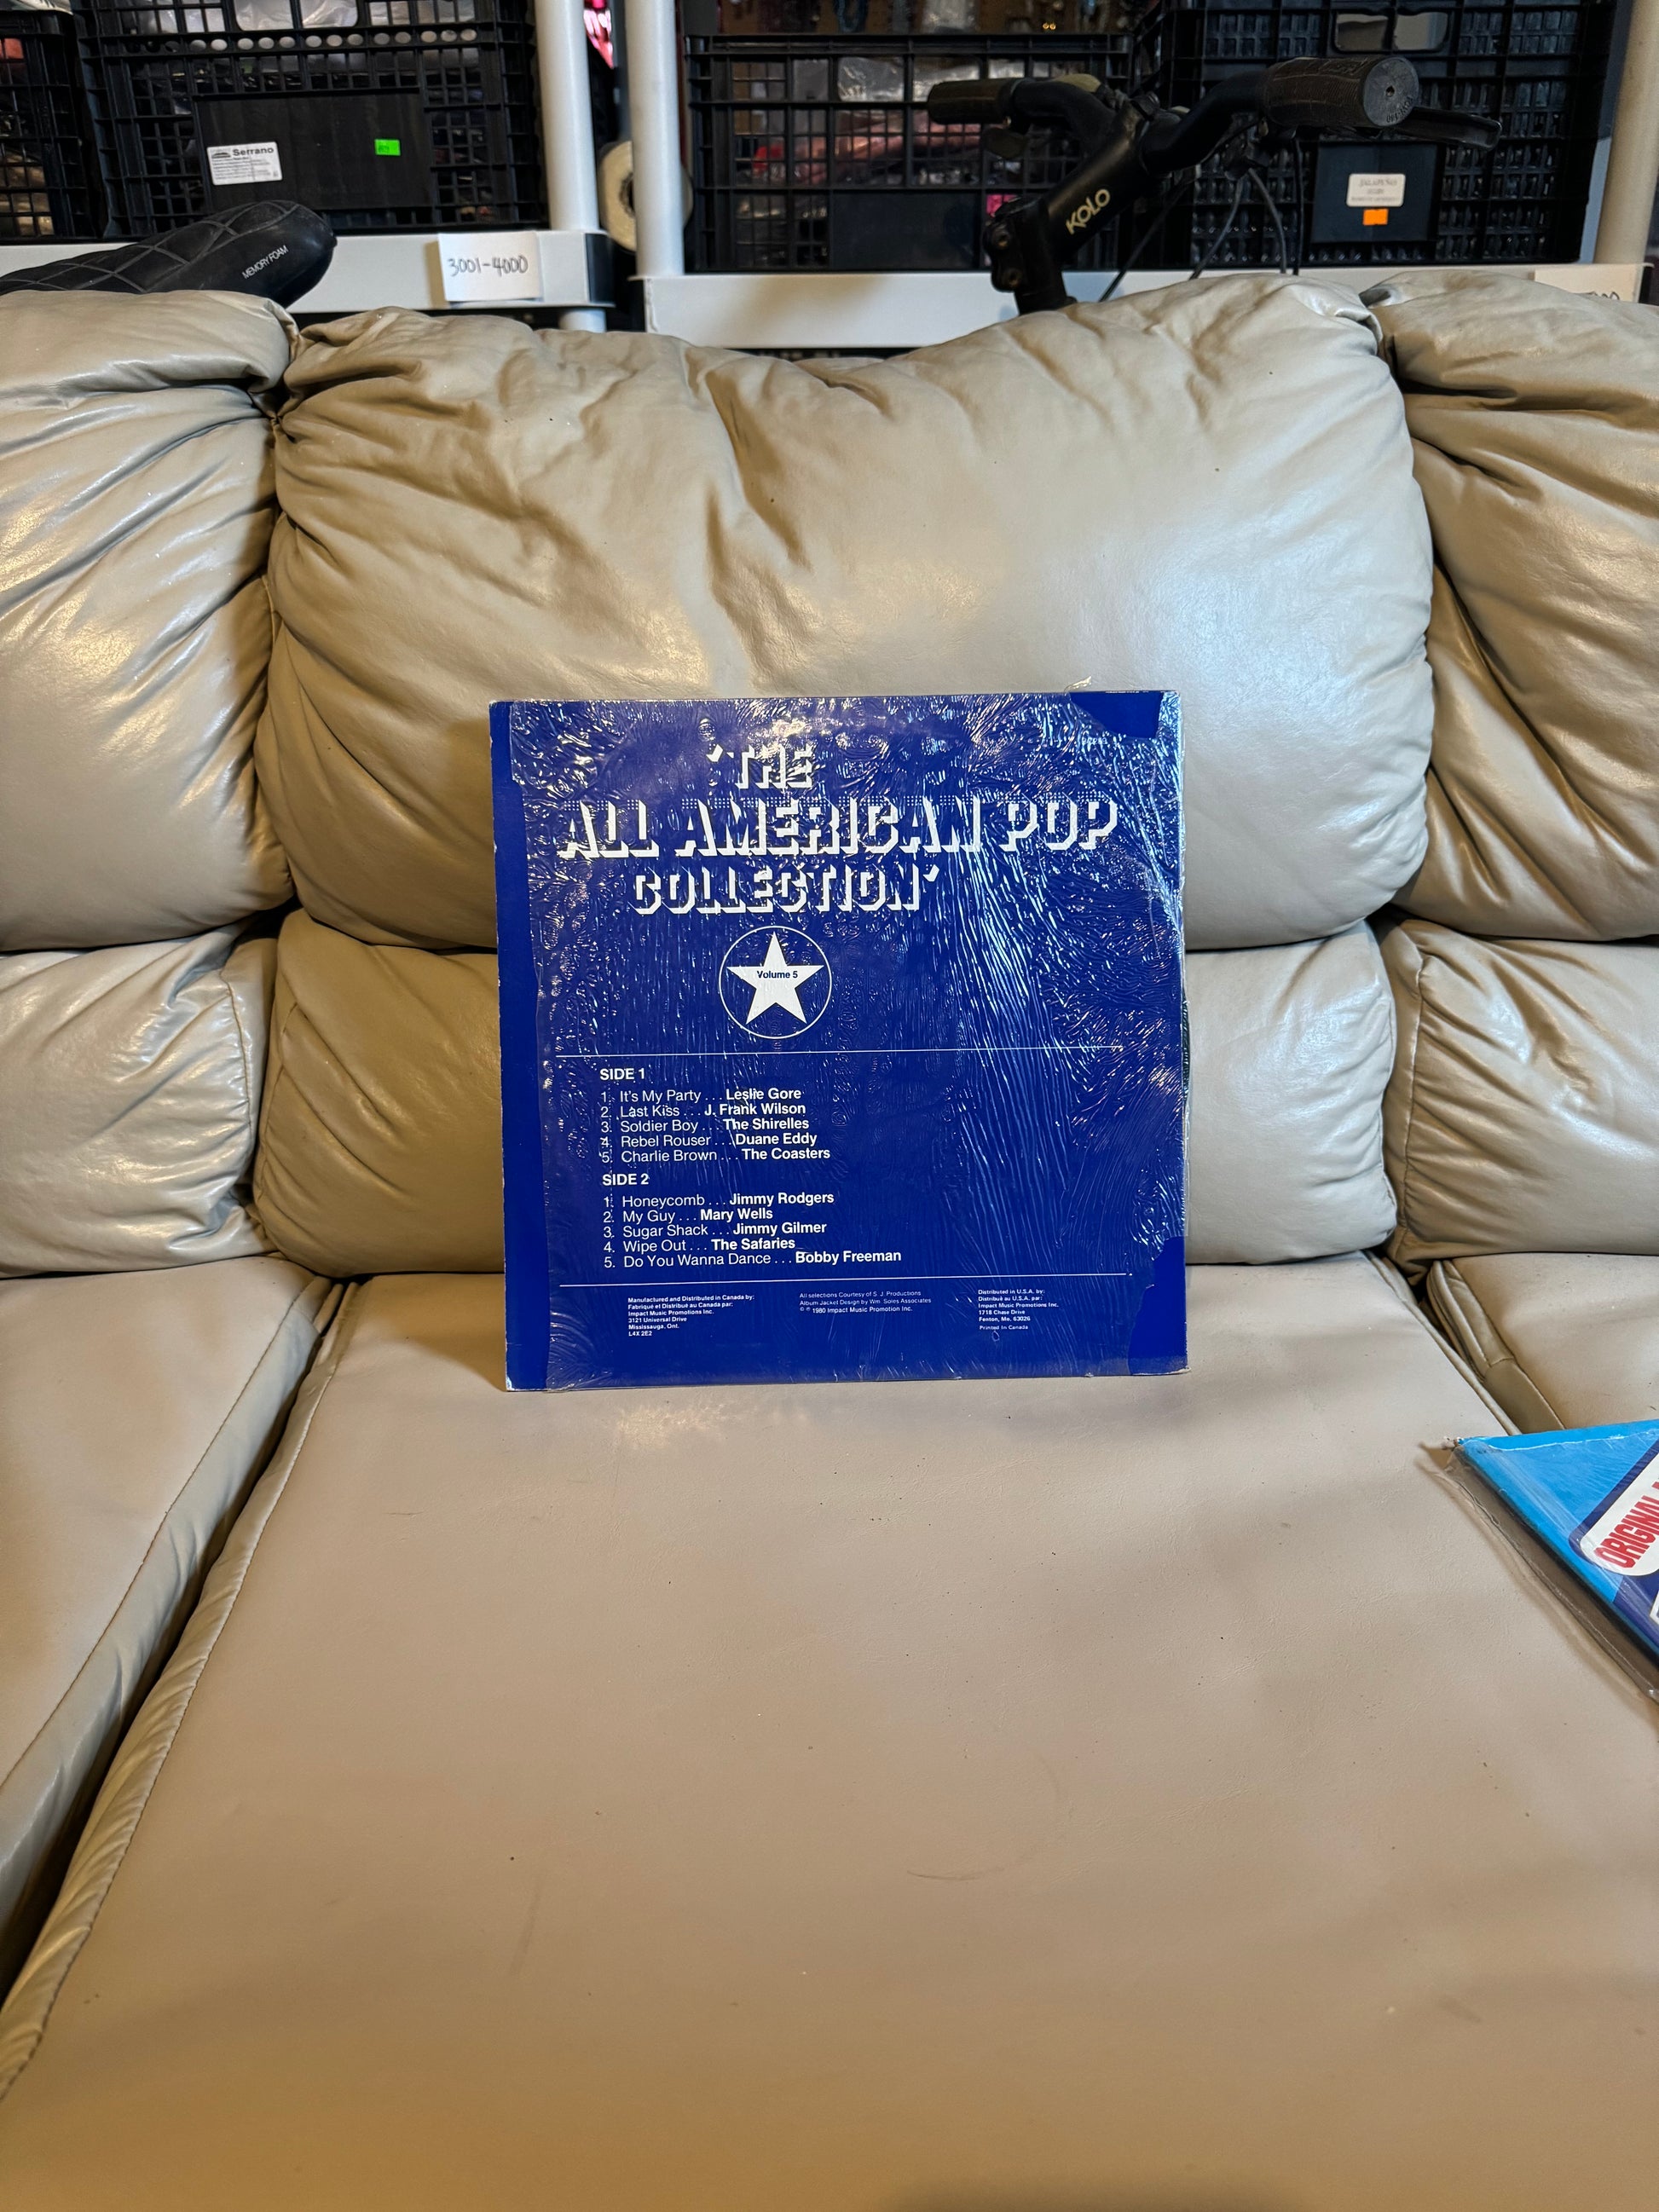 Serrano
JALAPEÑO
MEMORY FOAM
3001-4000
KOLO
'THE
ALL AMERICAN POP
COLLECTION'
Volume 5
SIDE 1
1. It's My Party . . . Leslie Gore
2. Last Kiss . . . J. Frank Wilson
3. Soldier Boy . . . The Shirelles
4. Rebel Rouser . . . Duane Eddy
5. Charlie Brown . . . The Coasters
SIDE 2
1. Honeycomb . . . Jimmy Rodgers
2. My Guy . . . Mary Wells
3. Sugar Shack . . . Jimmy Gilmer
4. Wipe Out . . . The Safaries
5. Do You Wanna Dance . . . Bobby Freeman
Manufactured and Distributed in Canada by:
Fabriqué et Distribué au Canada par:
Impact Music Promotions Inc.
3121 Universal Drive
Mississauga, Ont.
L4X 2E2
All selections Courtesy of S. J. Productions
Album Jacket Design by Wm. Soles Associates
© ℗ 1980 Impact Music Promotion Inc.
Distributed in U.S.A. by:
Distribué au U.S.A. par:
Impact Music Promotions Inc.
1718 Chase Drive
Fenton, Mo. 63026
Printed In Canada
ORIGINAL